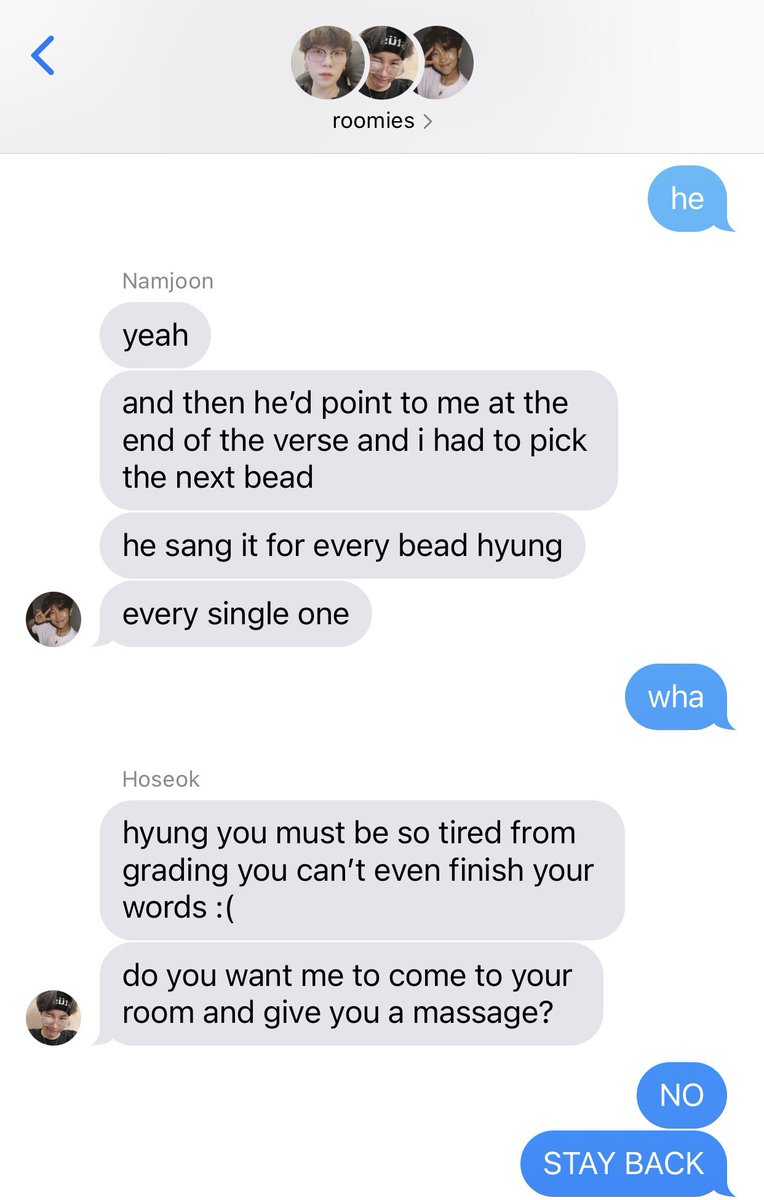 roomies
he
Namjoon
yeah
and then he’d point to me at the
end of the verse and i had to pick
the next bead
he sang it for every bead hyung
every single one
wha
Hoseok
hyung you must be so tired from
grading you can’t even finish your
words :(
do you want me to come to your
room and give you a massage?
NO
STAY BACK